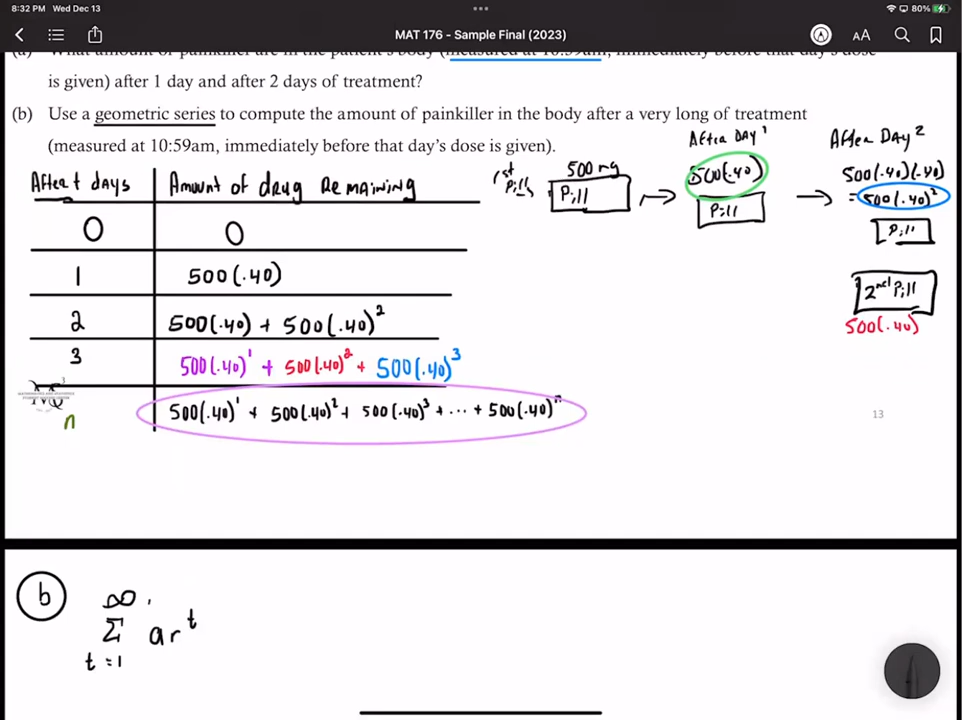 8:32 PM Wed Dec 13
80%
MAT 176 - Sample Final (2023)
AA
is given) after 1 day and after 2 days of treatment?
(b) Use a geometric series to compute the amount of painkiller in the body after a very long of treatment
(measured at 10:59am, immediately before that day's dose is given).
After t days Amount of drug Remaining
0 0
1 500(.40)
2 500(.40) + 500(.40)²
3 500(.40)¹ + 500(.40)² + 500(.40)³
n 500(.40)¹ + 500(.40)² + 500(.40)³ + ... + 500(.40)ⁿ
1st Pill
500 mg
Pill
After Day 1
500(.40)
Pill
After Day 2
500(.40)(.40)
= 500(.40)²
Pill
2nd Pill
500(.40)
13
b
∞
Σ ar^t
t=1